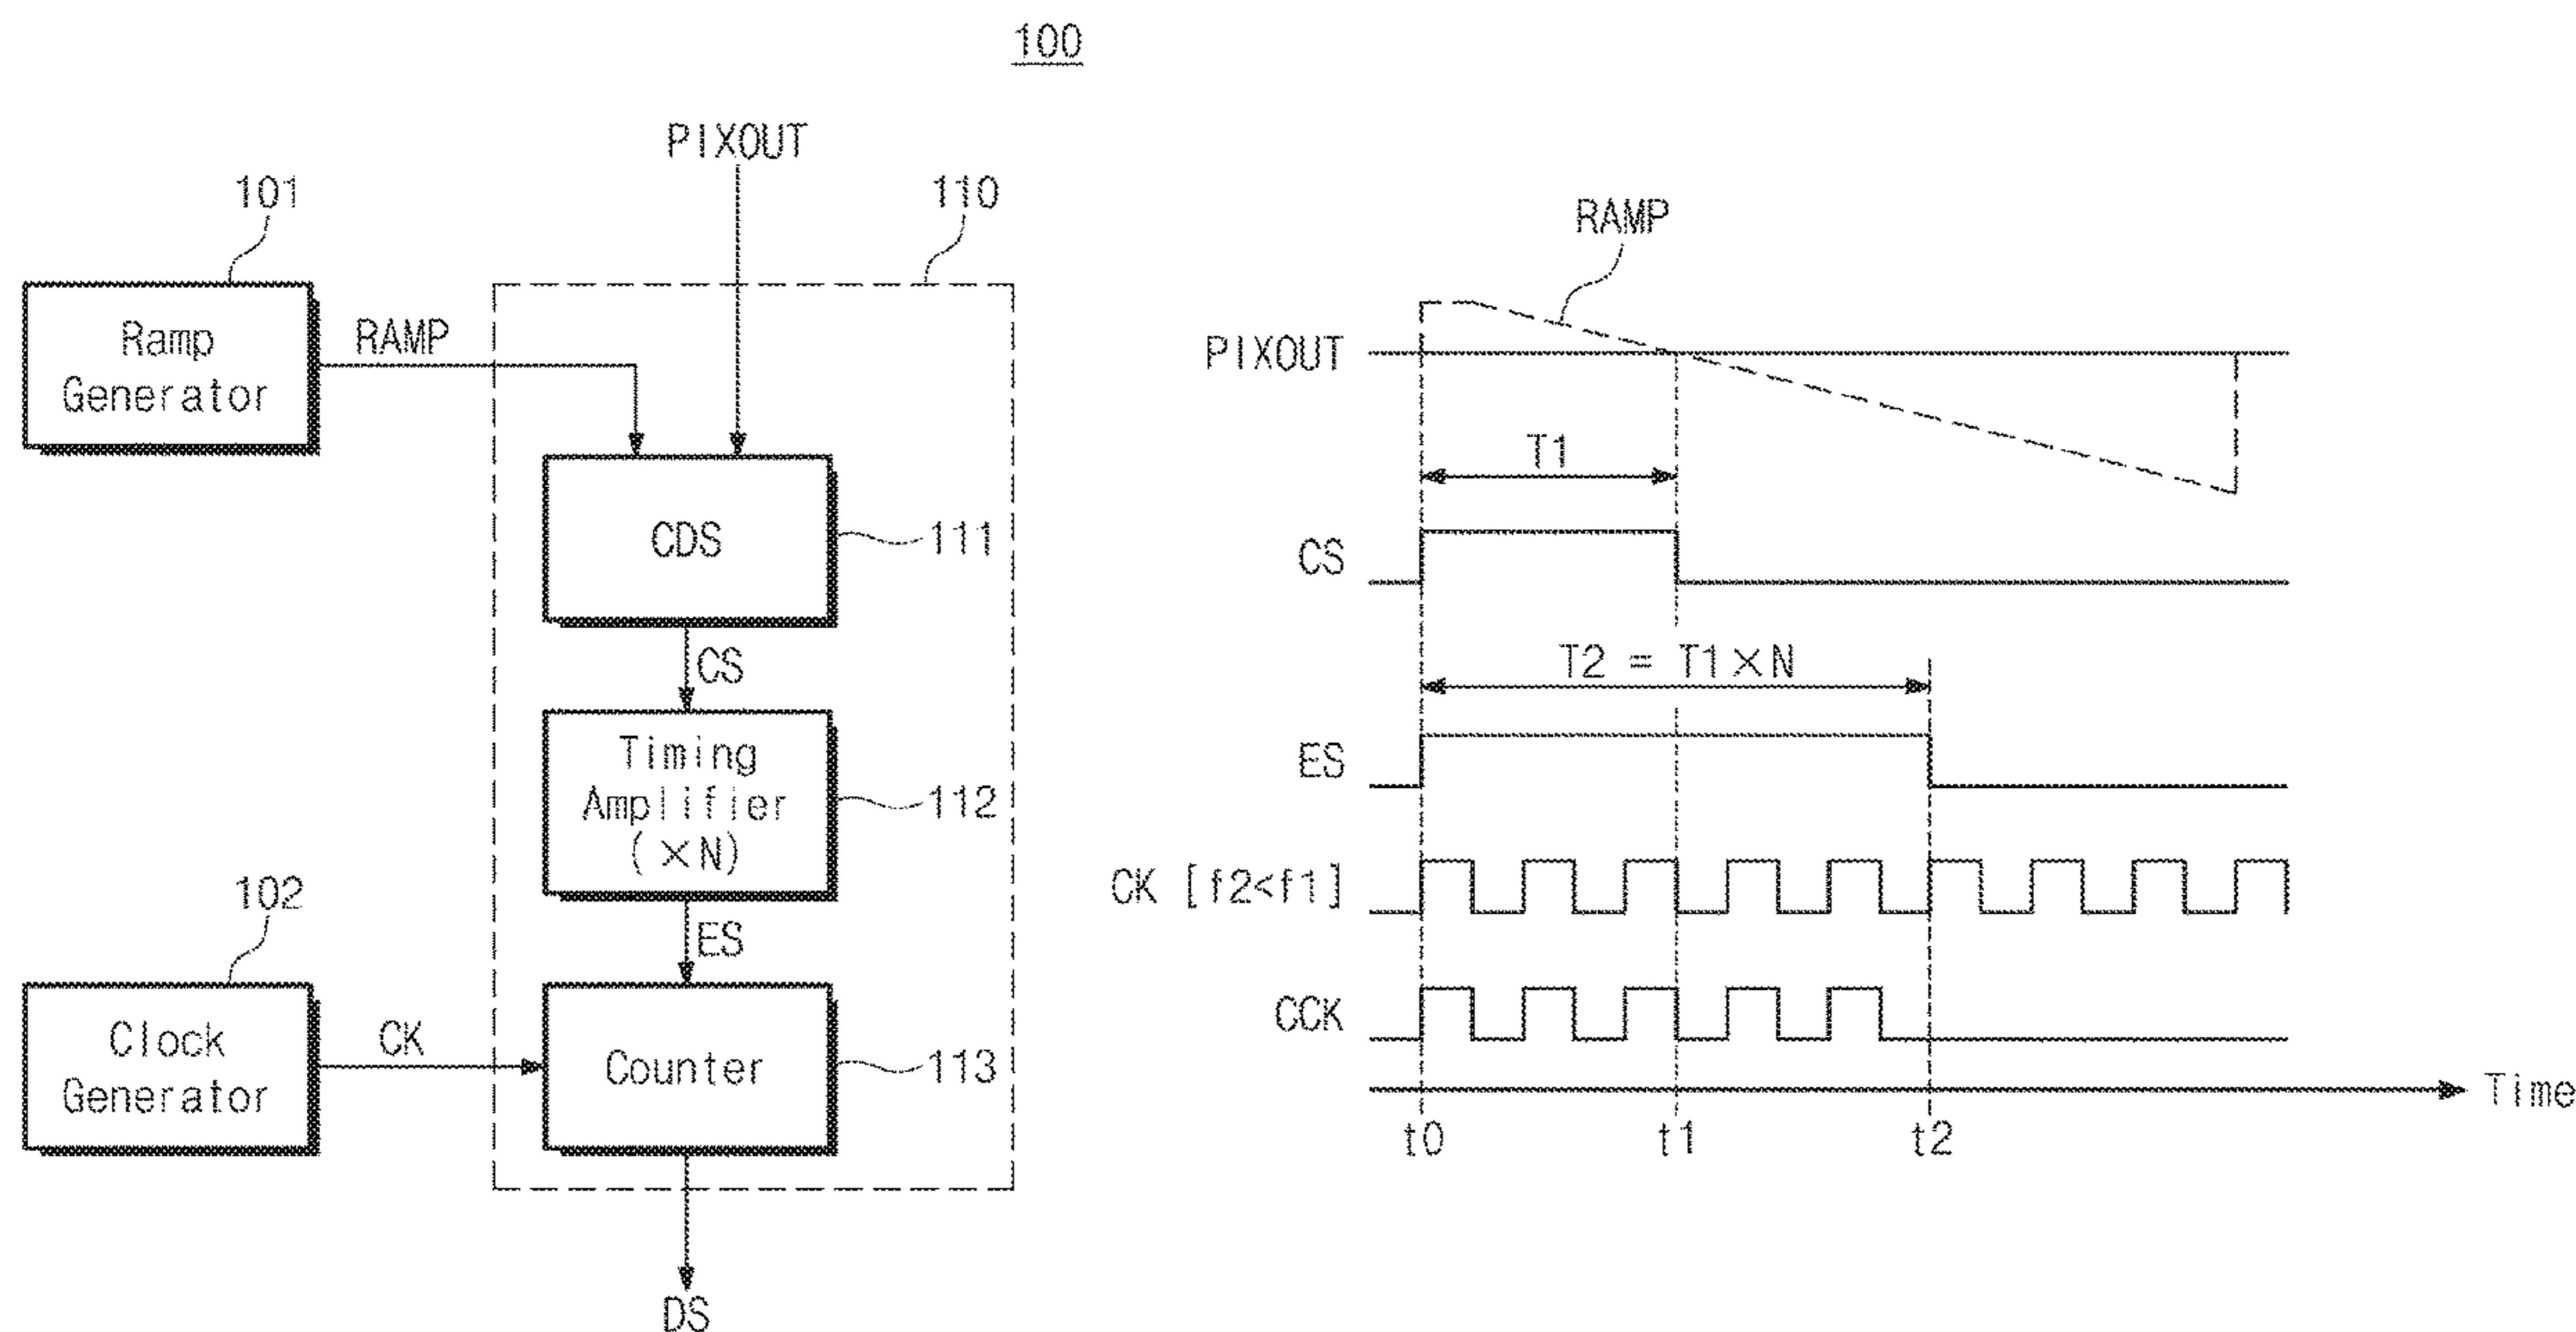 100
PIXOUT
101
110
Ramp
Generator
RAMP
CDS
111
CS
Timing
Amplifier
(×N)
112
ES
102
Clock
Generator
CK
Counter
113
DS
RAMP
PIXOUT
T1
CS
T2 = T1×N
ES
CK [f2<f1]
CCK
Time
t0
t1
t2